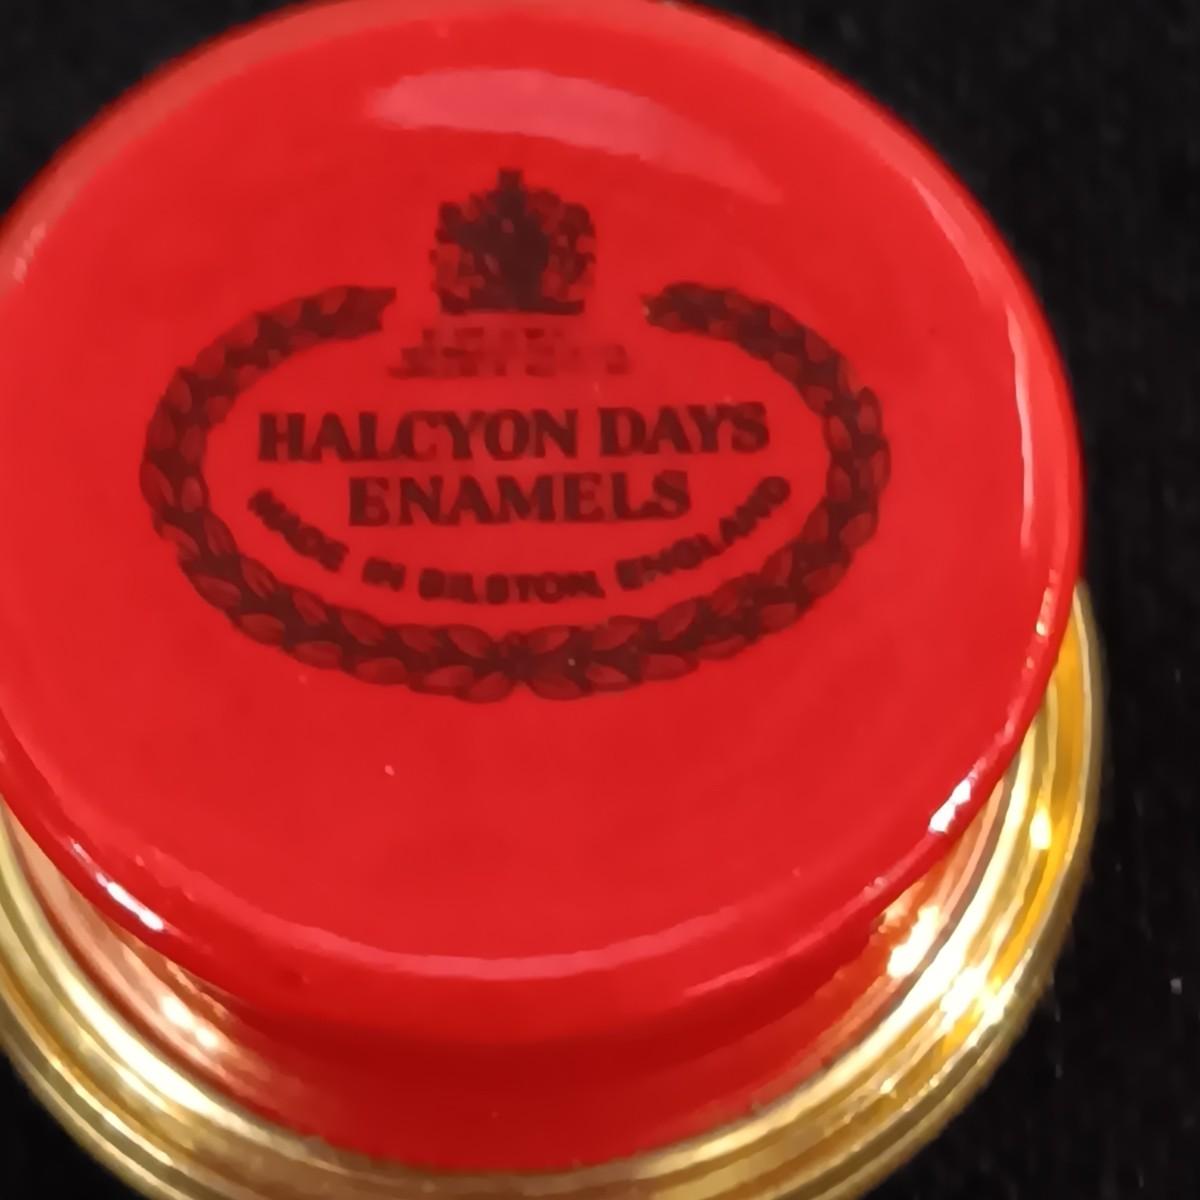 HALCYON DAYS
ENAMELS
MADE IN BILSTON, ENGLAND